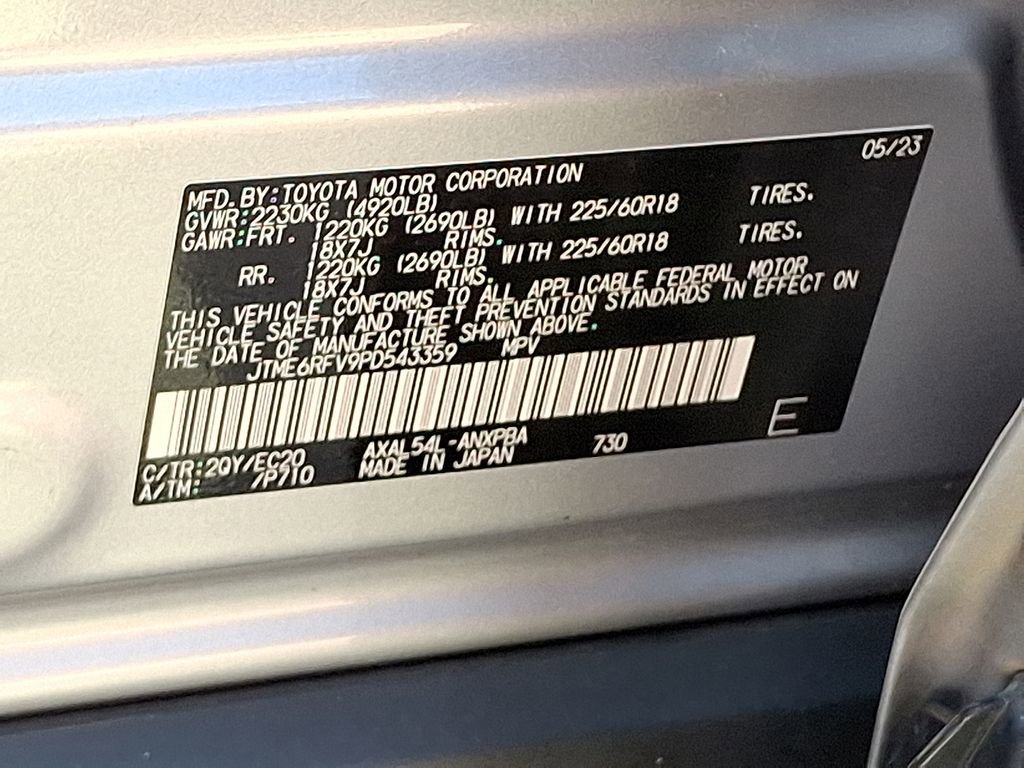 05/23
MFD. BY: TOYOTA MOTOR CORPORATION
GVWR: 2230KG (4920LB)
GAWR: FRT. 1220KG (2690LB) WITH 225/60R18 TIRES.
18X7J RIMS.
RR. 1220KG (2690LB) WITH 225/60R18 TIRES.
18X7J RIMS.
THIS VEHICLE CONFORMS TO ALL APPLICABLE FEDERAL MOTOR
VEHICLE SAFETY AND THEFT PREVENTION STANDARDS IN EFFECT ON
THE DATE OF MANUFACTURE SHOWN ABOVE.
JTME6RFV9PD543359 MPV
E
C/TR: 2QY/EC20 AXAL54L-ANXPBA 730
A/TM: /P710 MADE IN JAPAN